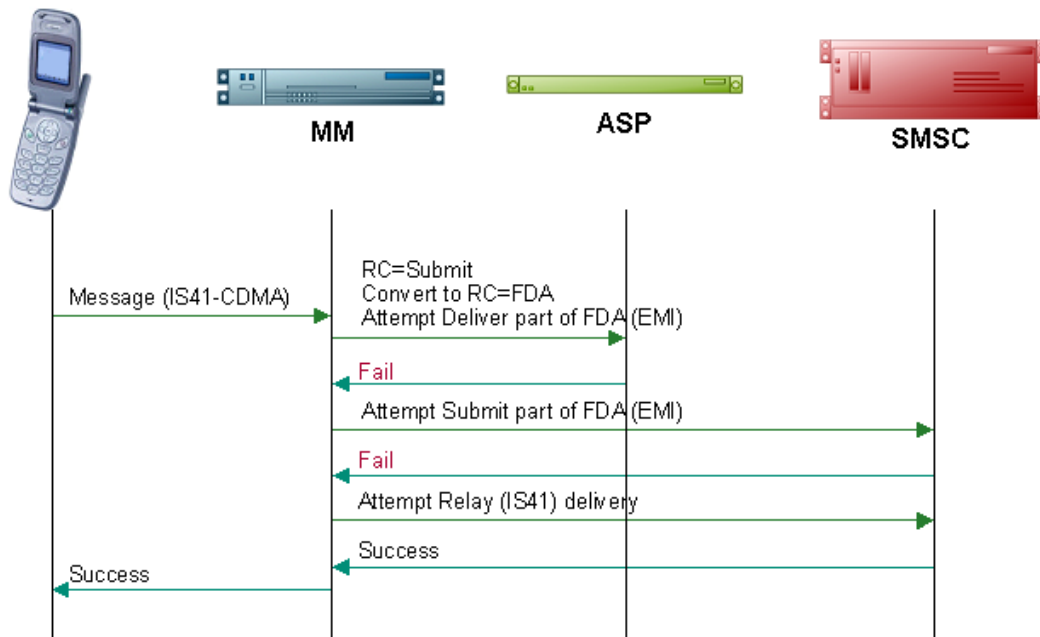 MM
ASP
SMSC
RC=Submit
Convert to RC=FDA
Message (IS41-CDMA)
Attempt Deliver part of FDA (EMI)
Fail
Attempt Submit part of FDA (EMI)
Fail
Attempt Relay (IS41) delivery
Success
Success